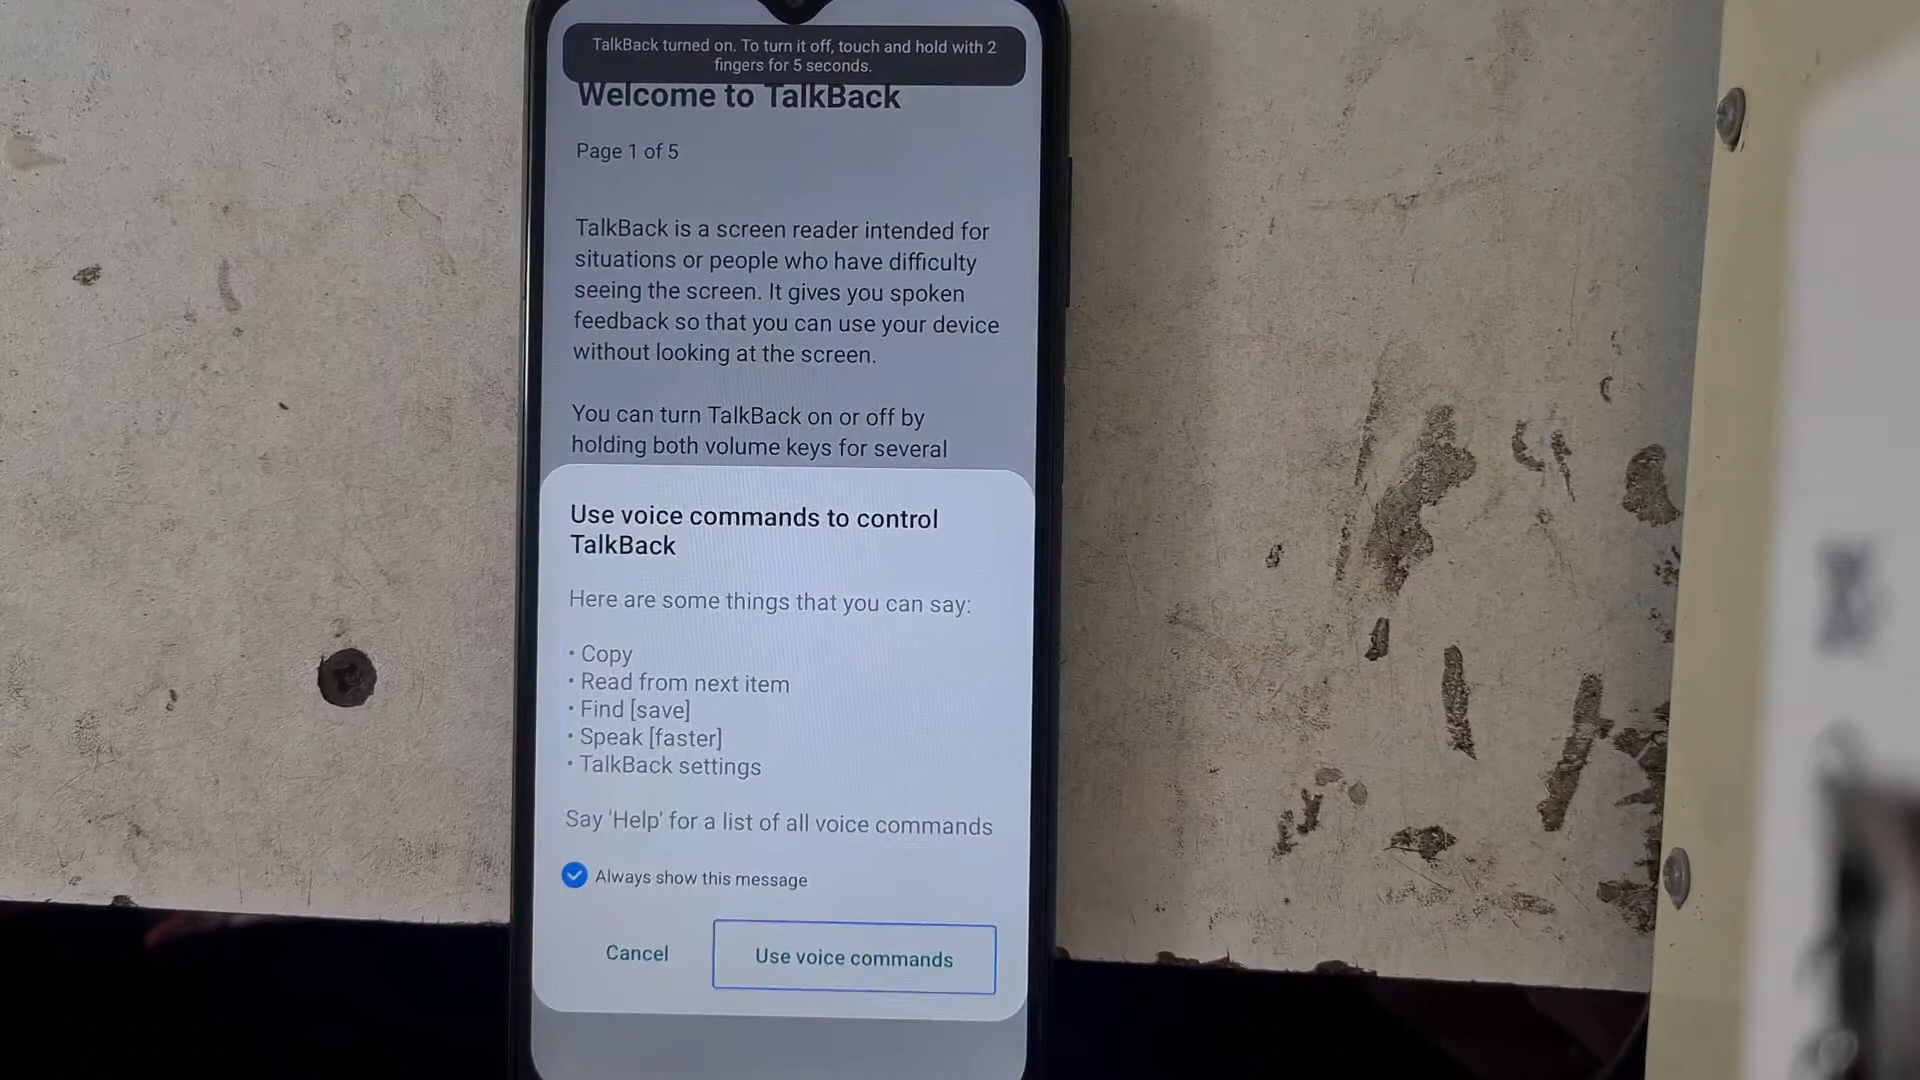 TalkBack turned on. To turn it off, touch and hold with 2
fingers for 5 seconds.
Welcome to TalkBack
Page 1 of 5
TalkBack is a screen reader intended for
situations or people who have difficulty
seeing the screen. It gives you spoken
feedback so that you can use your device
without looking at the screen.
You can turn TalkBack on or off by
holding both volume keys for several
Use voice commands to control
TalkBack
Here are some things that you can say:
• Copy
• Read from next item
• Find [save]
• Speak [faster]
• TalkBack settings
Say 'Help' for a list of all voice commands
Always show this message
Cancel
Use voice commands